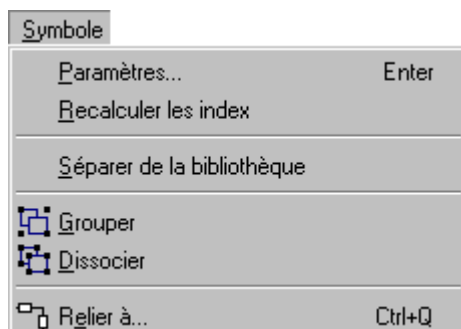 Symbole
Paramètres... Enter
Recalculer les index
Séparer de la bibliothèque
Grouper
Dissocier
Relier à... Ctrl+Q